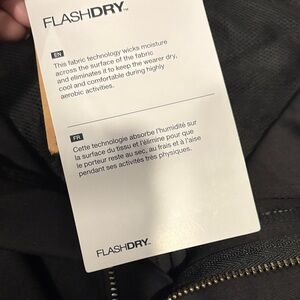 FLASHDRY™
EN
This fabric technology wicks moisture
across the surface of the fabric
and eliminates it to keep the wearer dry,
cool and comfortable during highly
aerobic activities.
FR
Cette technologie absorbe l'humidité sur
la surface du tissu et l'élimine pour que
le porteur reste au sec, au frais et à l'aise
pendant ses activités très physiques.
FLASHDRY™